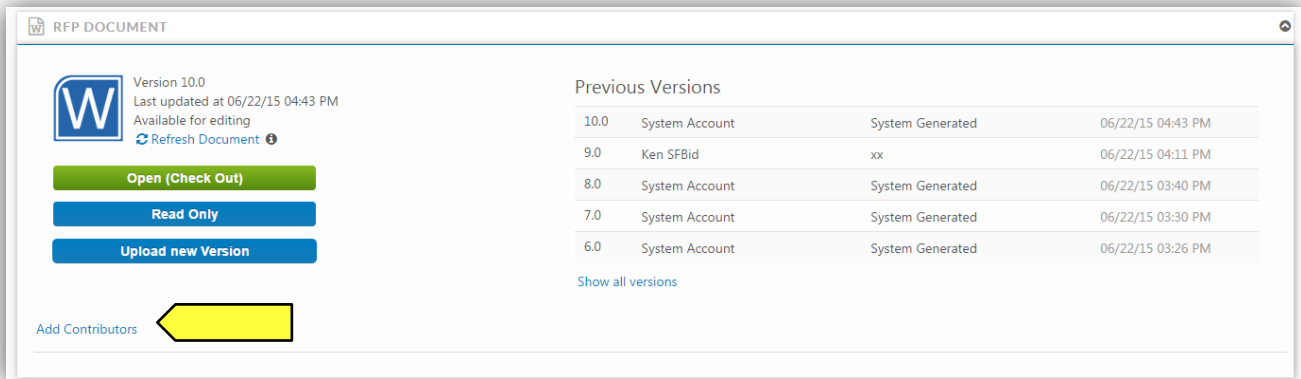 RFP DOCUMENT
W
Version 10.0
Last updated at 06/22/15 04:43 PM
Available for editing
Refresh Document
Open (Check Out)
Read Only
Upload new Version
Add Contributors
Previous Versions
10.0 System Account System Generated 06/22/15 04:43 PM
9.0 Ken SFBid xx 06/22/15 04:11 PM
8.0 System Account System Generated 06/22/15 03:40 PM
7.0 System Account System Generated 06/22/15 03:30 PM
6.0 System Account System Generated 06/22/15 03:26 PM
Show all versions